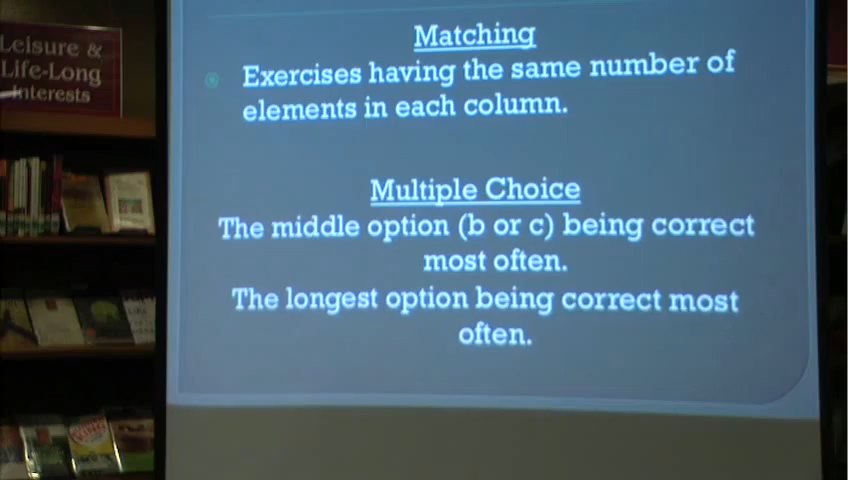 Leisure &
Life-Long
Interests
Matching
Exercises having the same number of
elements in each column.
Multiple Choice
The middle option (b or c) being correct
most often.
The longest option being correct most
often.